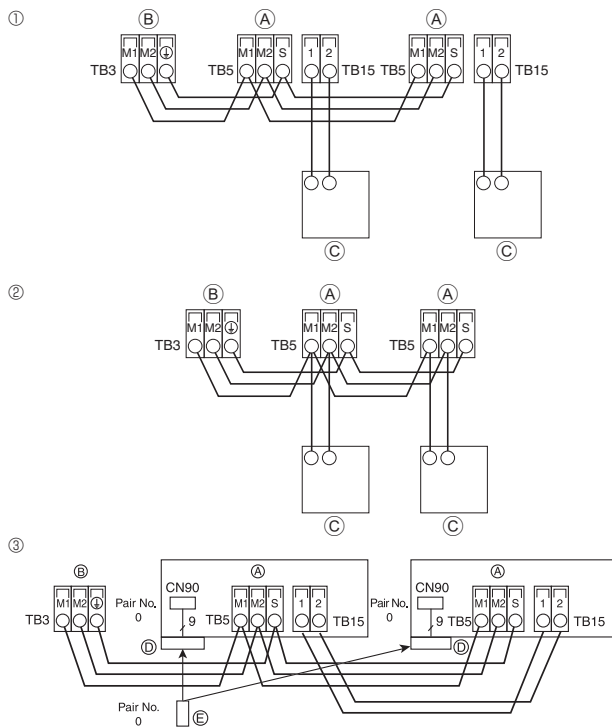 ①
Ⓑ Ⓐ Ⓐ
M1 M2 ⏚ M1 M2 S 1 2 M1 M2 S 1 2
TB3 TB5 TB15 TB5 TB15
Ⓒ Ⓒ
②
Ⓑ Ⓐ Ⓐ
M1 M2 ⏚ M1 M2 S M1 M2 S
TB3 TB5 TB5
Ⓒ Ⓒ
③
Ⓑ Ⓐ Ⓐ
CN90 CN90
M1 M2 ⏚ Pair No. 0 M1 M2 S 1 2 Pair No. 0 M1 M2 S 1 2
TB3 9 TB5 TB15 9 TB5 TB15
Ⓓ Ⓓ
Pair No.
0 Ⓔ